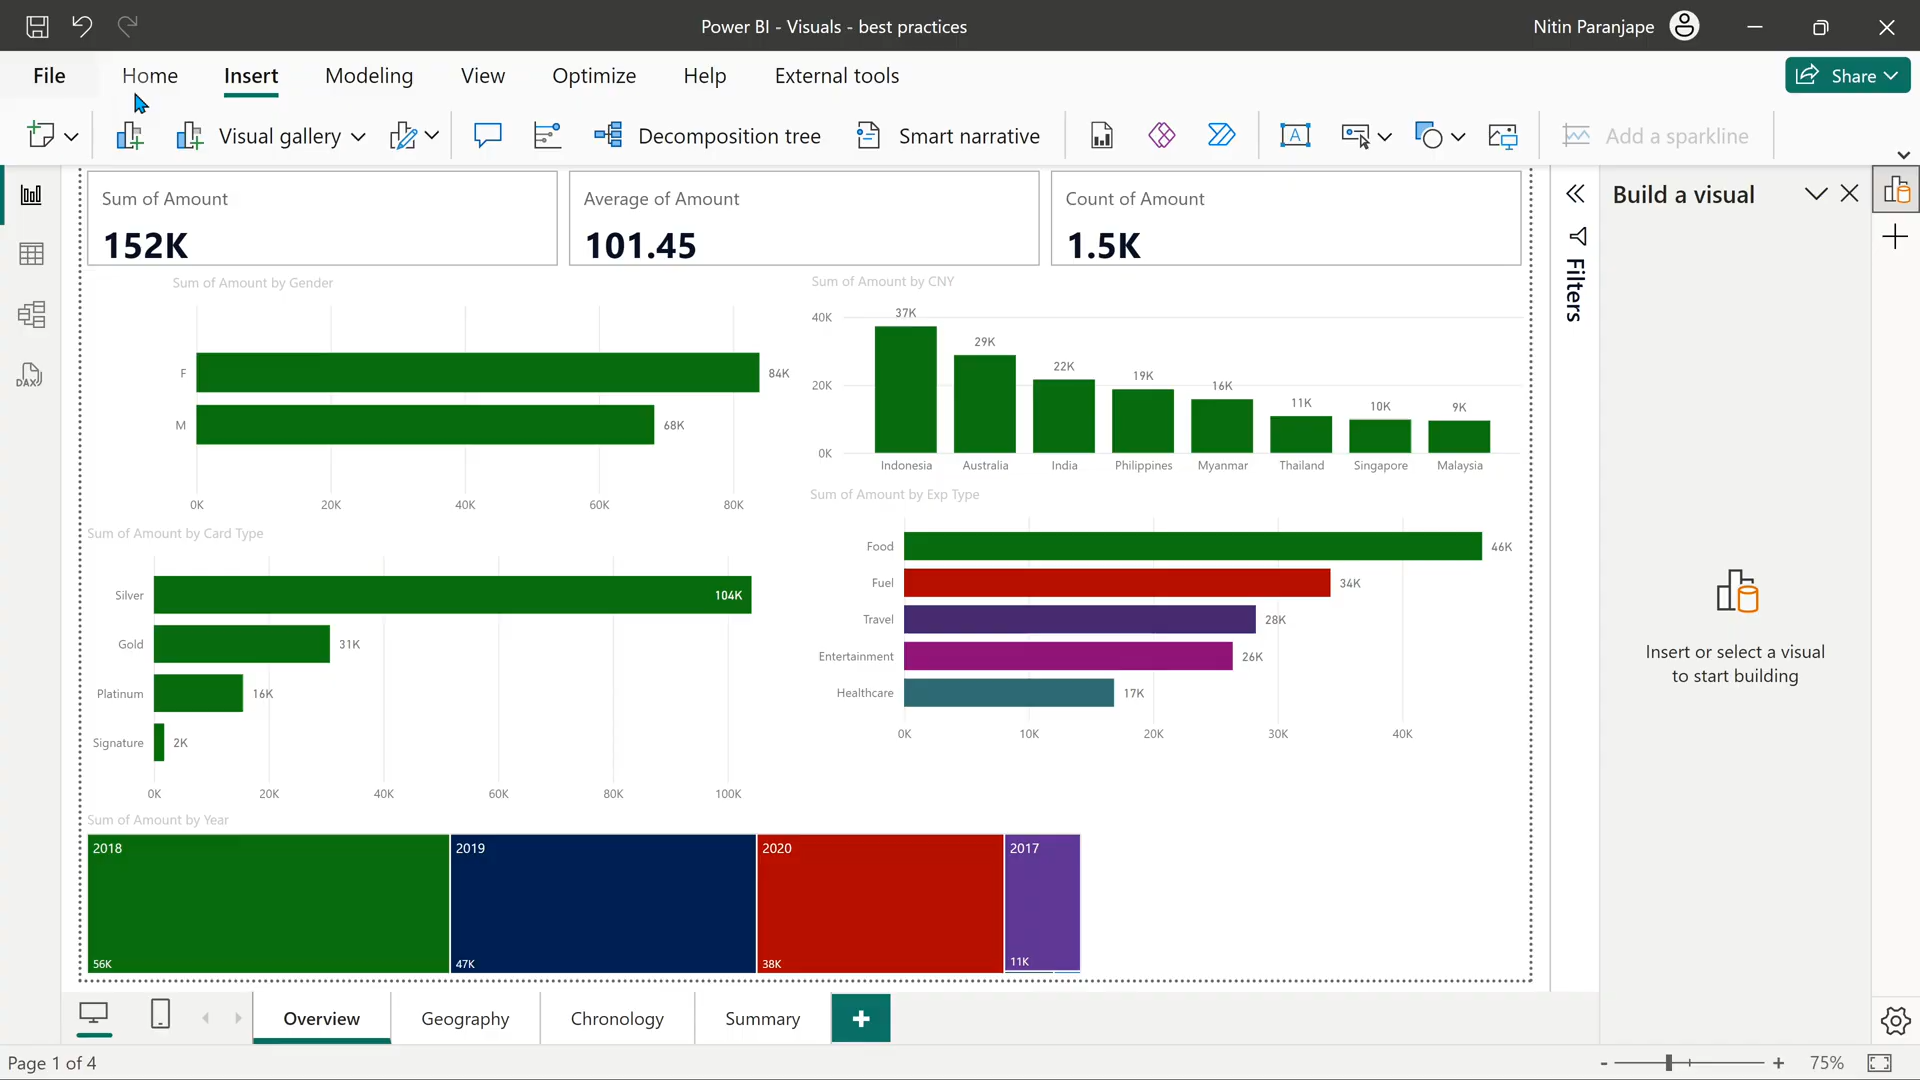 Power BI - Visuals - best practices
Nitin Paranjape
File
Home
Insert
Modeling
View
Optimize
Help
External tools
Share
Visual gallery
Decomposition tree
Smart narrative
A
Add a sparkline
DAX
Sum of Amount
152K
Average of Amount
101.45
Count of Amount
1.5K
Sum of Amount by Gender
F
84K
M
68K
0K 20K 40K 60K 80K
Sum of Amount by CNY
40K
20K
0K
37K
29K
22K
19K
16K
11K
10K
9K
Indonesia Australia India Philippines Myanmar Thailand Singapore Malaysia
Sum of Amount by Card Type
Silver
104K
Gold
31K
Platinum
16K
Signature
2K
0K 20K 40K 60K 80K 100K
Sum of Amount by Exp Type
Food
46K
Fuel
34K
Travel
28K
Entertainment
26K
Healthcare
17K
0K 10K 20K 30K 40K
Sum of Amount by Year
2018
56K
2019
47K
2020
38K
2017
11K
Filters
Build a visual
Insert or select a visual
to start building
Overview
Geography
Chronology
Summary
+
Page 1 of 4
- + 75%